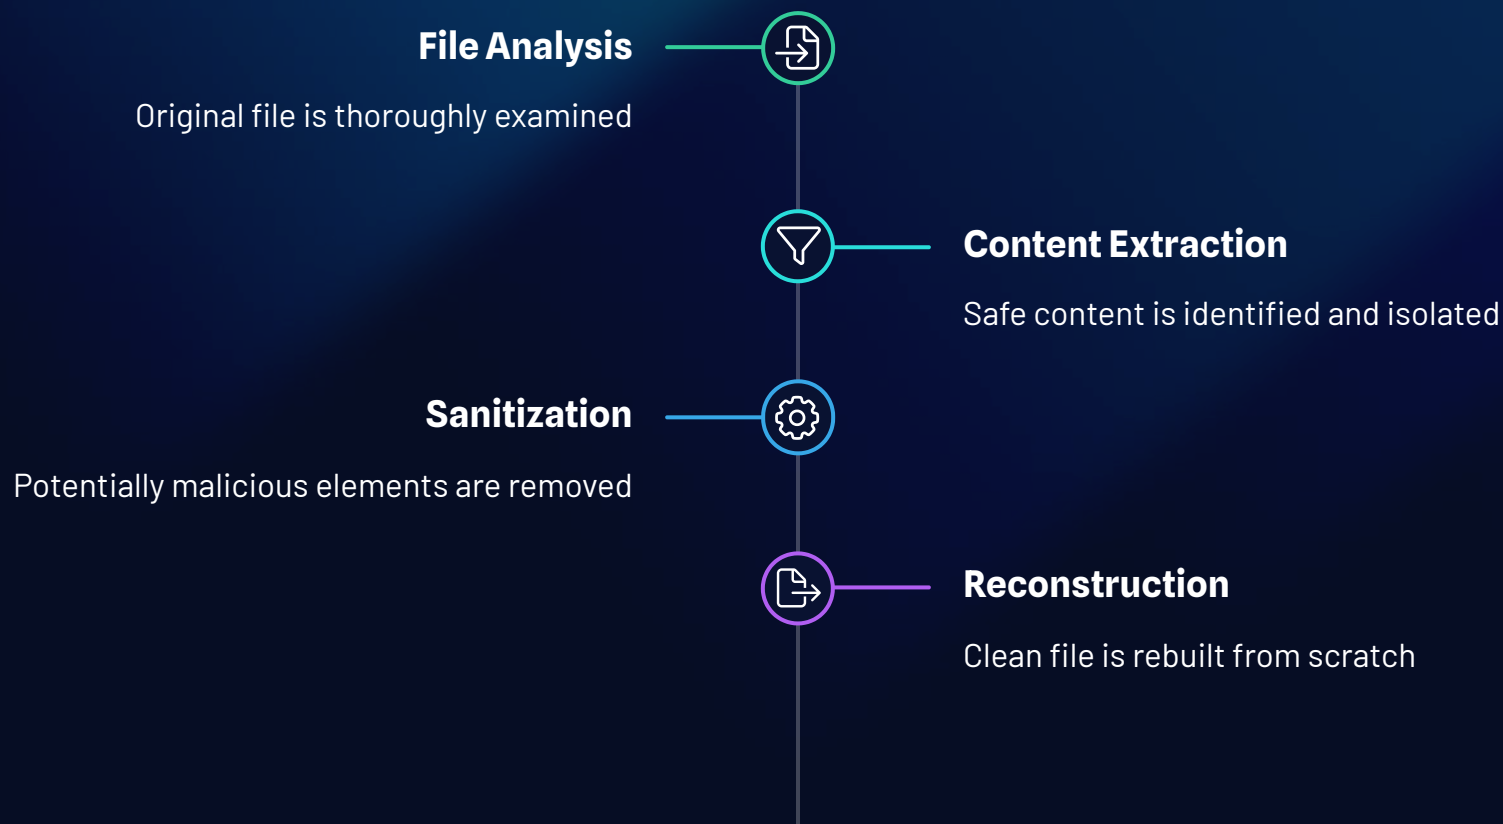 File Analysis
Original file is thoroughly examined
Content Extraction
Safe content is identified and isolated
Sanitization
Potentially malicious elements are removed
Reconstruction
Clean file is rebuilt from scratch